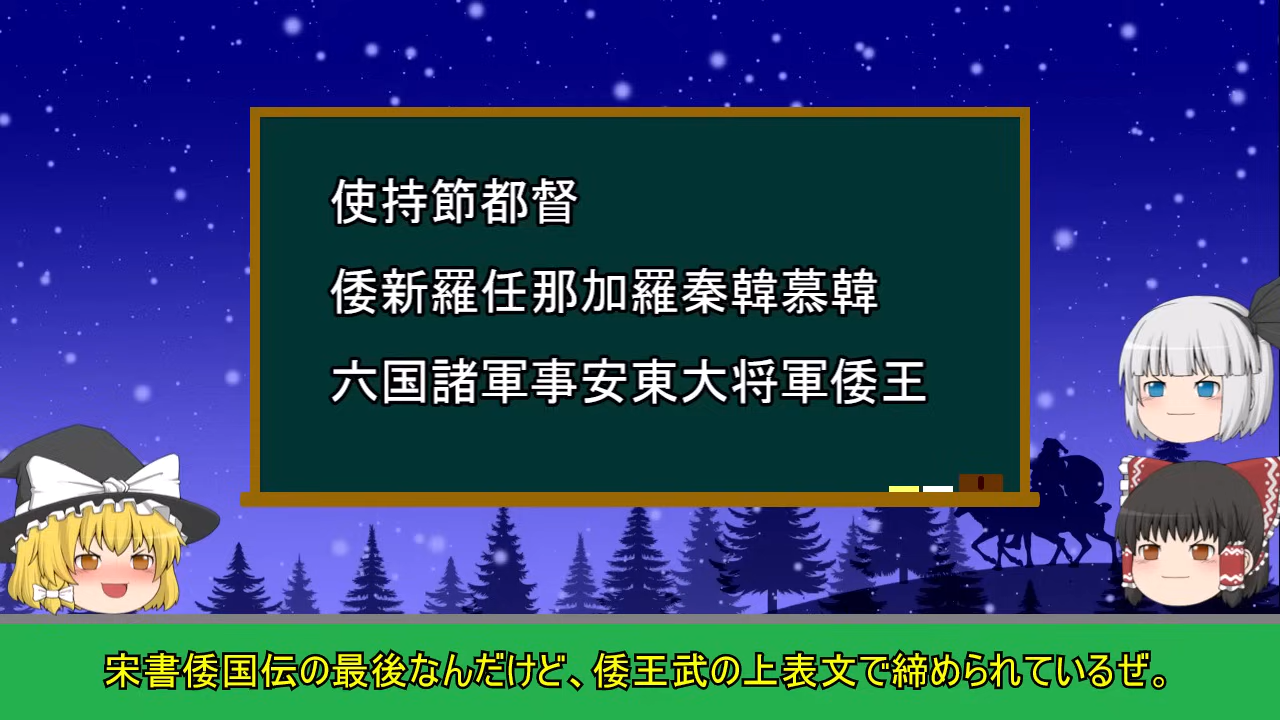 使持節都督
倭新羅任那加羅秦韓慕韓
六国諸軍事安東大将軍倭王
宋書倭国伝の最後なんだけど、倭王武の上表文で締められているぜ。